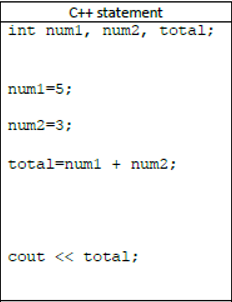 C++ statement
int num1, num2, total;
num1=5;
num2=3;
total=num1 + num2;
cout << total;